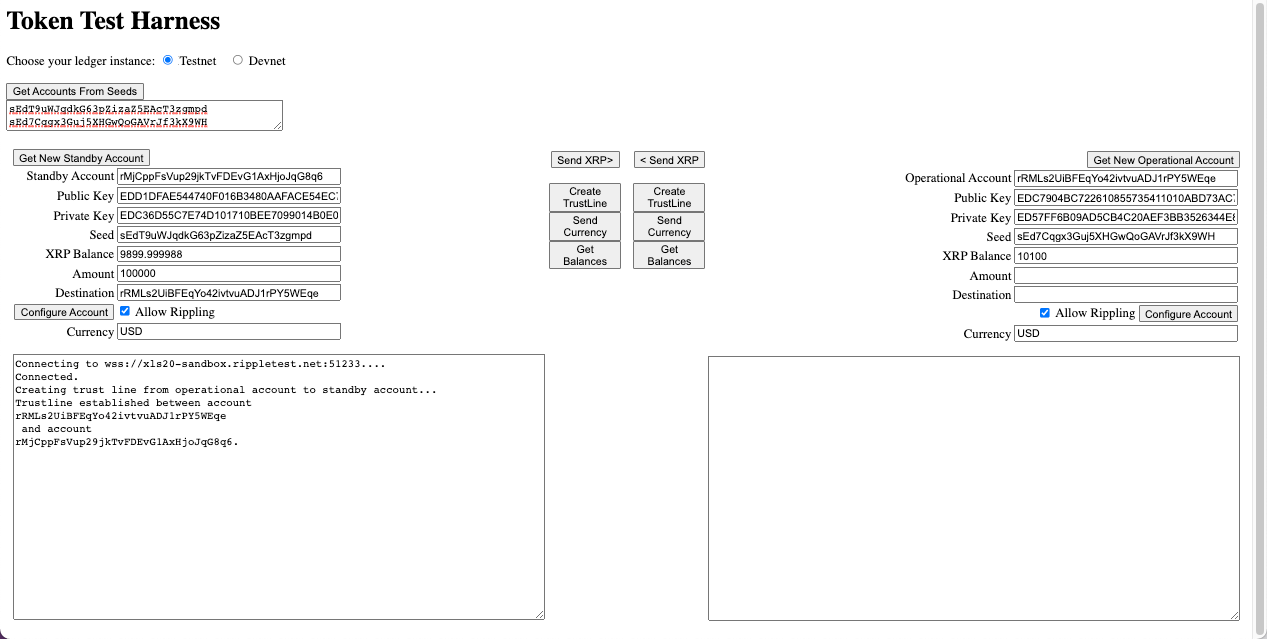 Token Test Harness
Choose your ledger instance: Testnet Devnet
Get Accounts From Seeds
sEdT9uWJqdkG63pZizaZ5EAcT3zgmpd
sEd7Cqgx3Guj5XHGwQoGAVrJf3kX9WH
Get New Standby Account
Standby Account rMjCppFsVup29jkTvFDEvG1AxHjoJqG8q6
Public Key EDD1DFAE544740F016B3480AAFACE54EC
Private Key EDC36D55C7E74D101710BEE7099014B0E0
Seed sEdT9uWJqdkG63pZizaZ5EAcT3zgmpd
XRP Balance 9899.999988
Amount 100000
Destination rRMLs2UiBFEqYo42ivtvuADJ1rPY5WEqe
Configure Account Allow Rippling
Currency USD
Send XRP> < Send XRP
Create TrustLine
Create TrustLine
Send Currency
Send Currency
Get Balances
Get Balances
Get New Operational Account
Operational Account rRMLs2UiBFEqYo42ivtvuADJ1rPY5WEqe
Public Key EDC7904BC722610855735411010ABD73AC
Private Key ED57FF6B09AD5CB4C20AEF3BB3526344E
Seed sEd7Cqgx3Guj5XHGwQoGAVrJf3kX9WH
XRP Balance 10100
Amount
Destination
Allow Rippling Configure Account
Currency USD
Connecting to wss://xls20-sandbox.rippletest.net:51233....
Connected.
Creating trust line from operational account to standby account...
Trustline established between account
rRMLs2UiBFEqYo42ivtvuADJ1rPY5WEqe
and account
rMjCppFsVup29jkTvFDEvG1AxHjoJqG8q6.